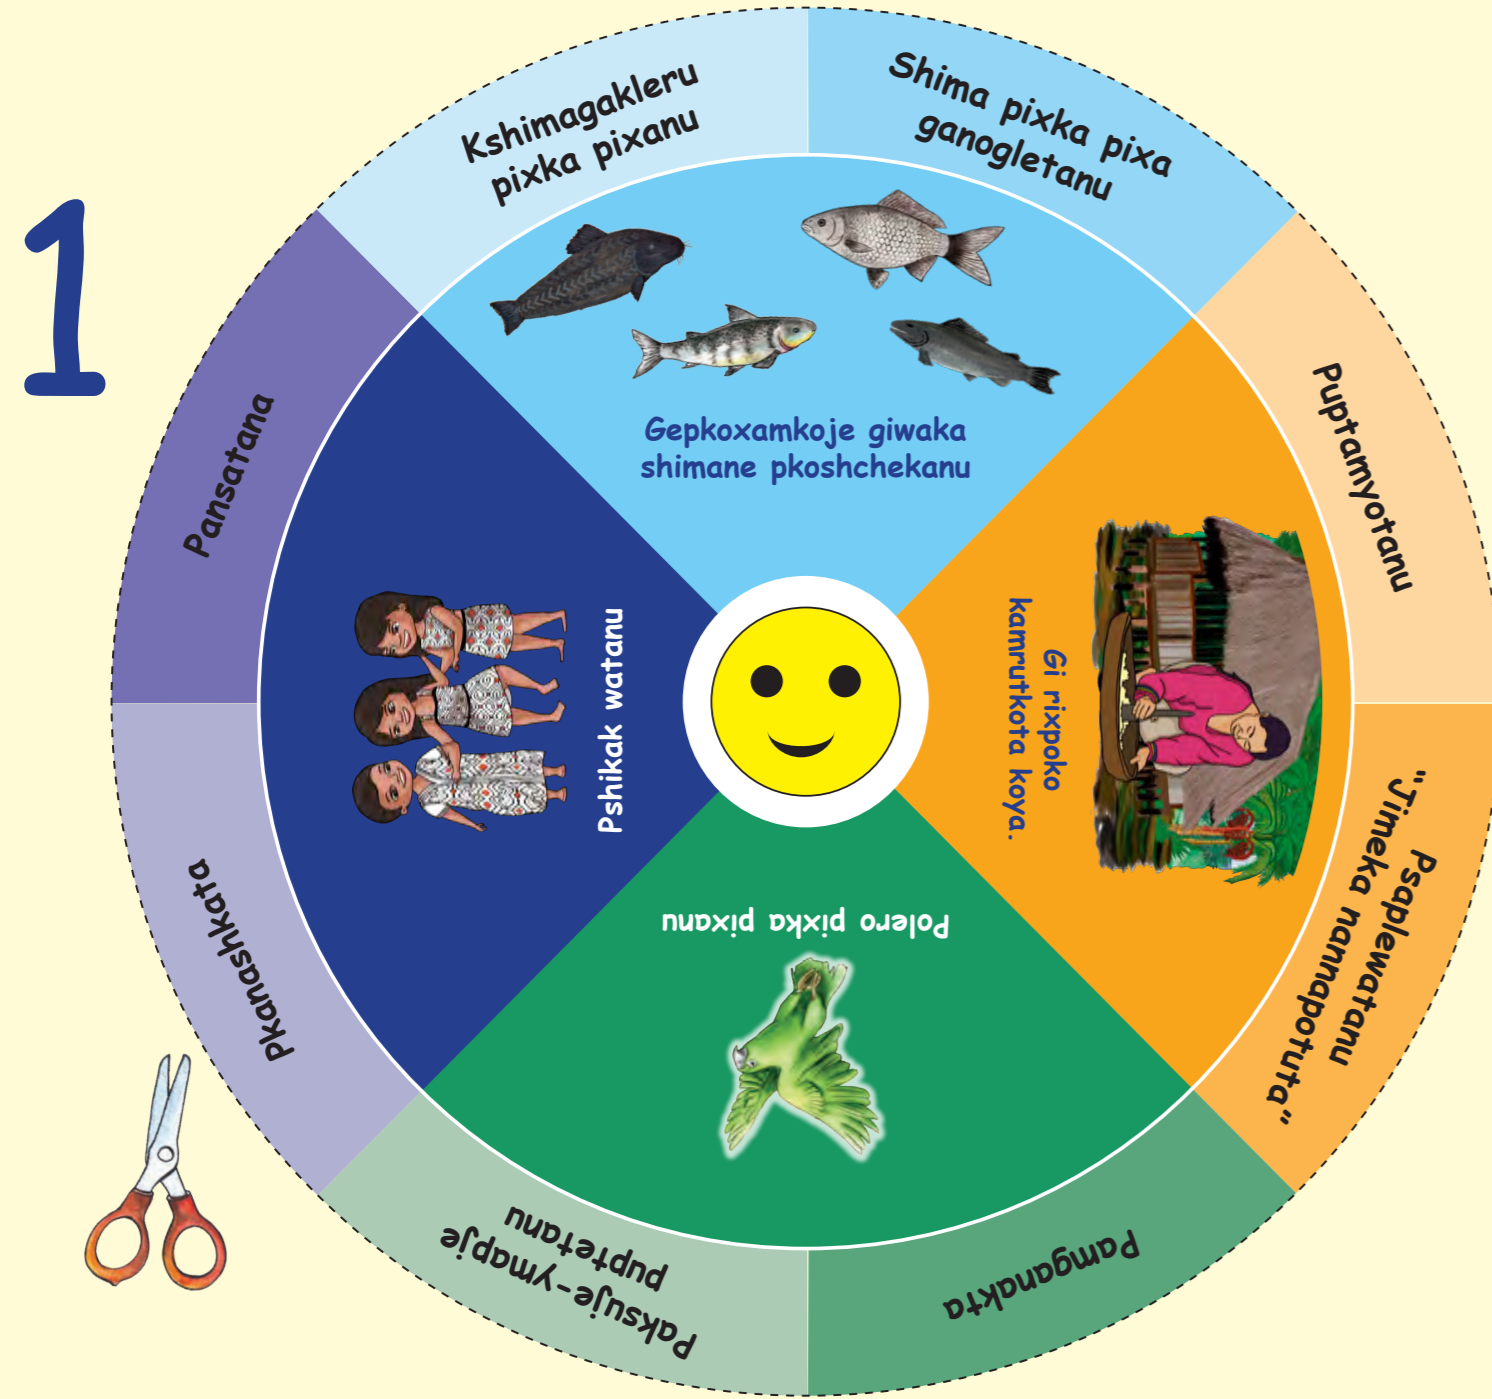 1
Kshimagakleru
pixka pixanu
Shima pixka pixa
ganogletanu
Puptamyotanu
Psaplewatanu
"Jimeka nannapotuta"
Pamganakta
Paksuje-ymapje
puptetanu
Pkanashkata
Pansatana
Gepkoxamkoje giwaka
shimane pkoshchekanu
Gi rixpoko
kamrutkota koya.
Polero pixka pixanu
Pshikak watanu